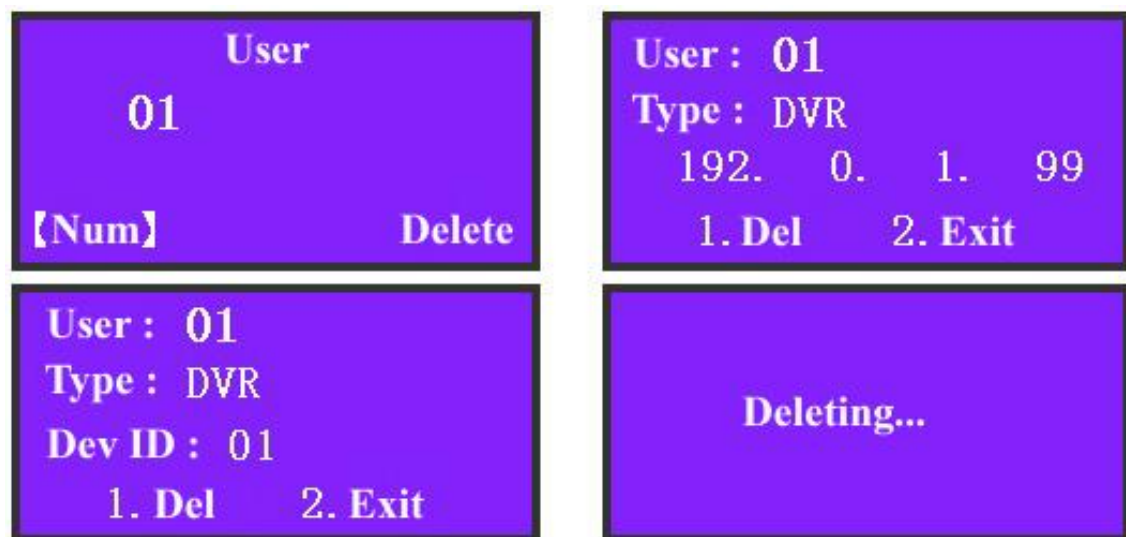 User
01
【Num】 Delete
User : 01
Type : DVR
192. 0. 1. 99
1. Del 2. Exit
User : 01
Type : DVR
Dev ID : 01
1. Del 2. Exit
Deleting...